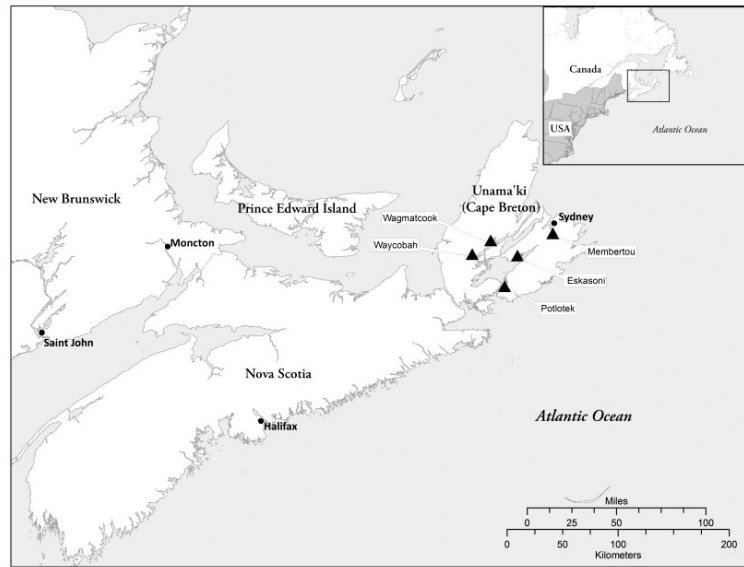 Canada
USA
Atlantic Ocean
Unama'ki
(Cape Breton)
New Brunswick
Prince Edward Island
Wagmatcook
Sydney
Moncton
Waycobah
Membertou
Eskasoni
Potlotek
Saint John
Nova Scotia
Halifax
Atlantic Ocean
Miles
0 25 50 100
0 50 100 200
Kilometers